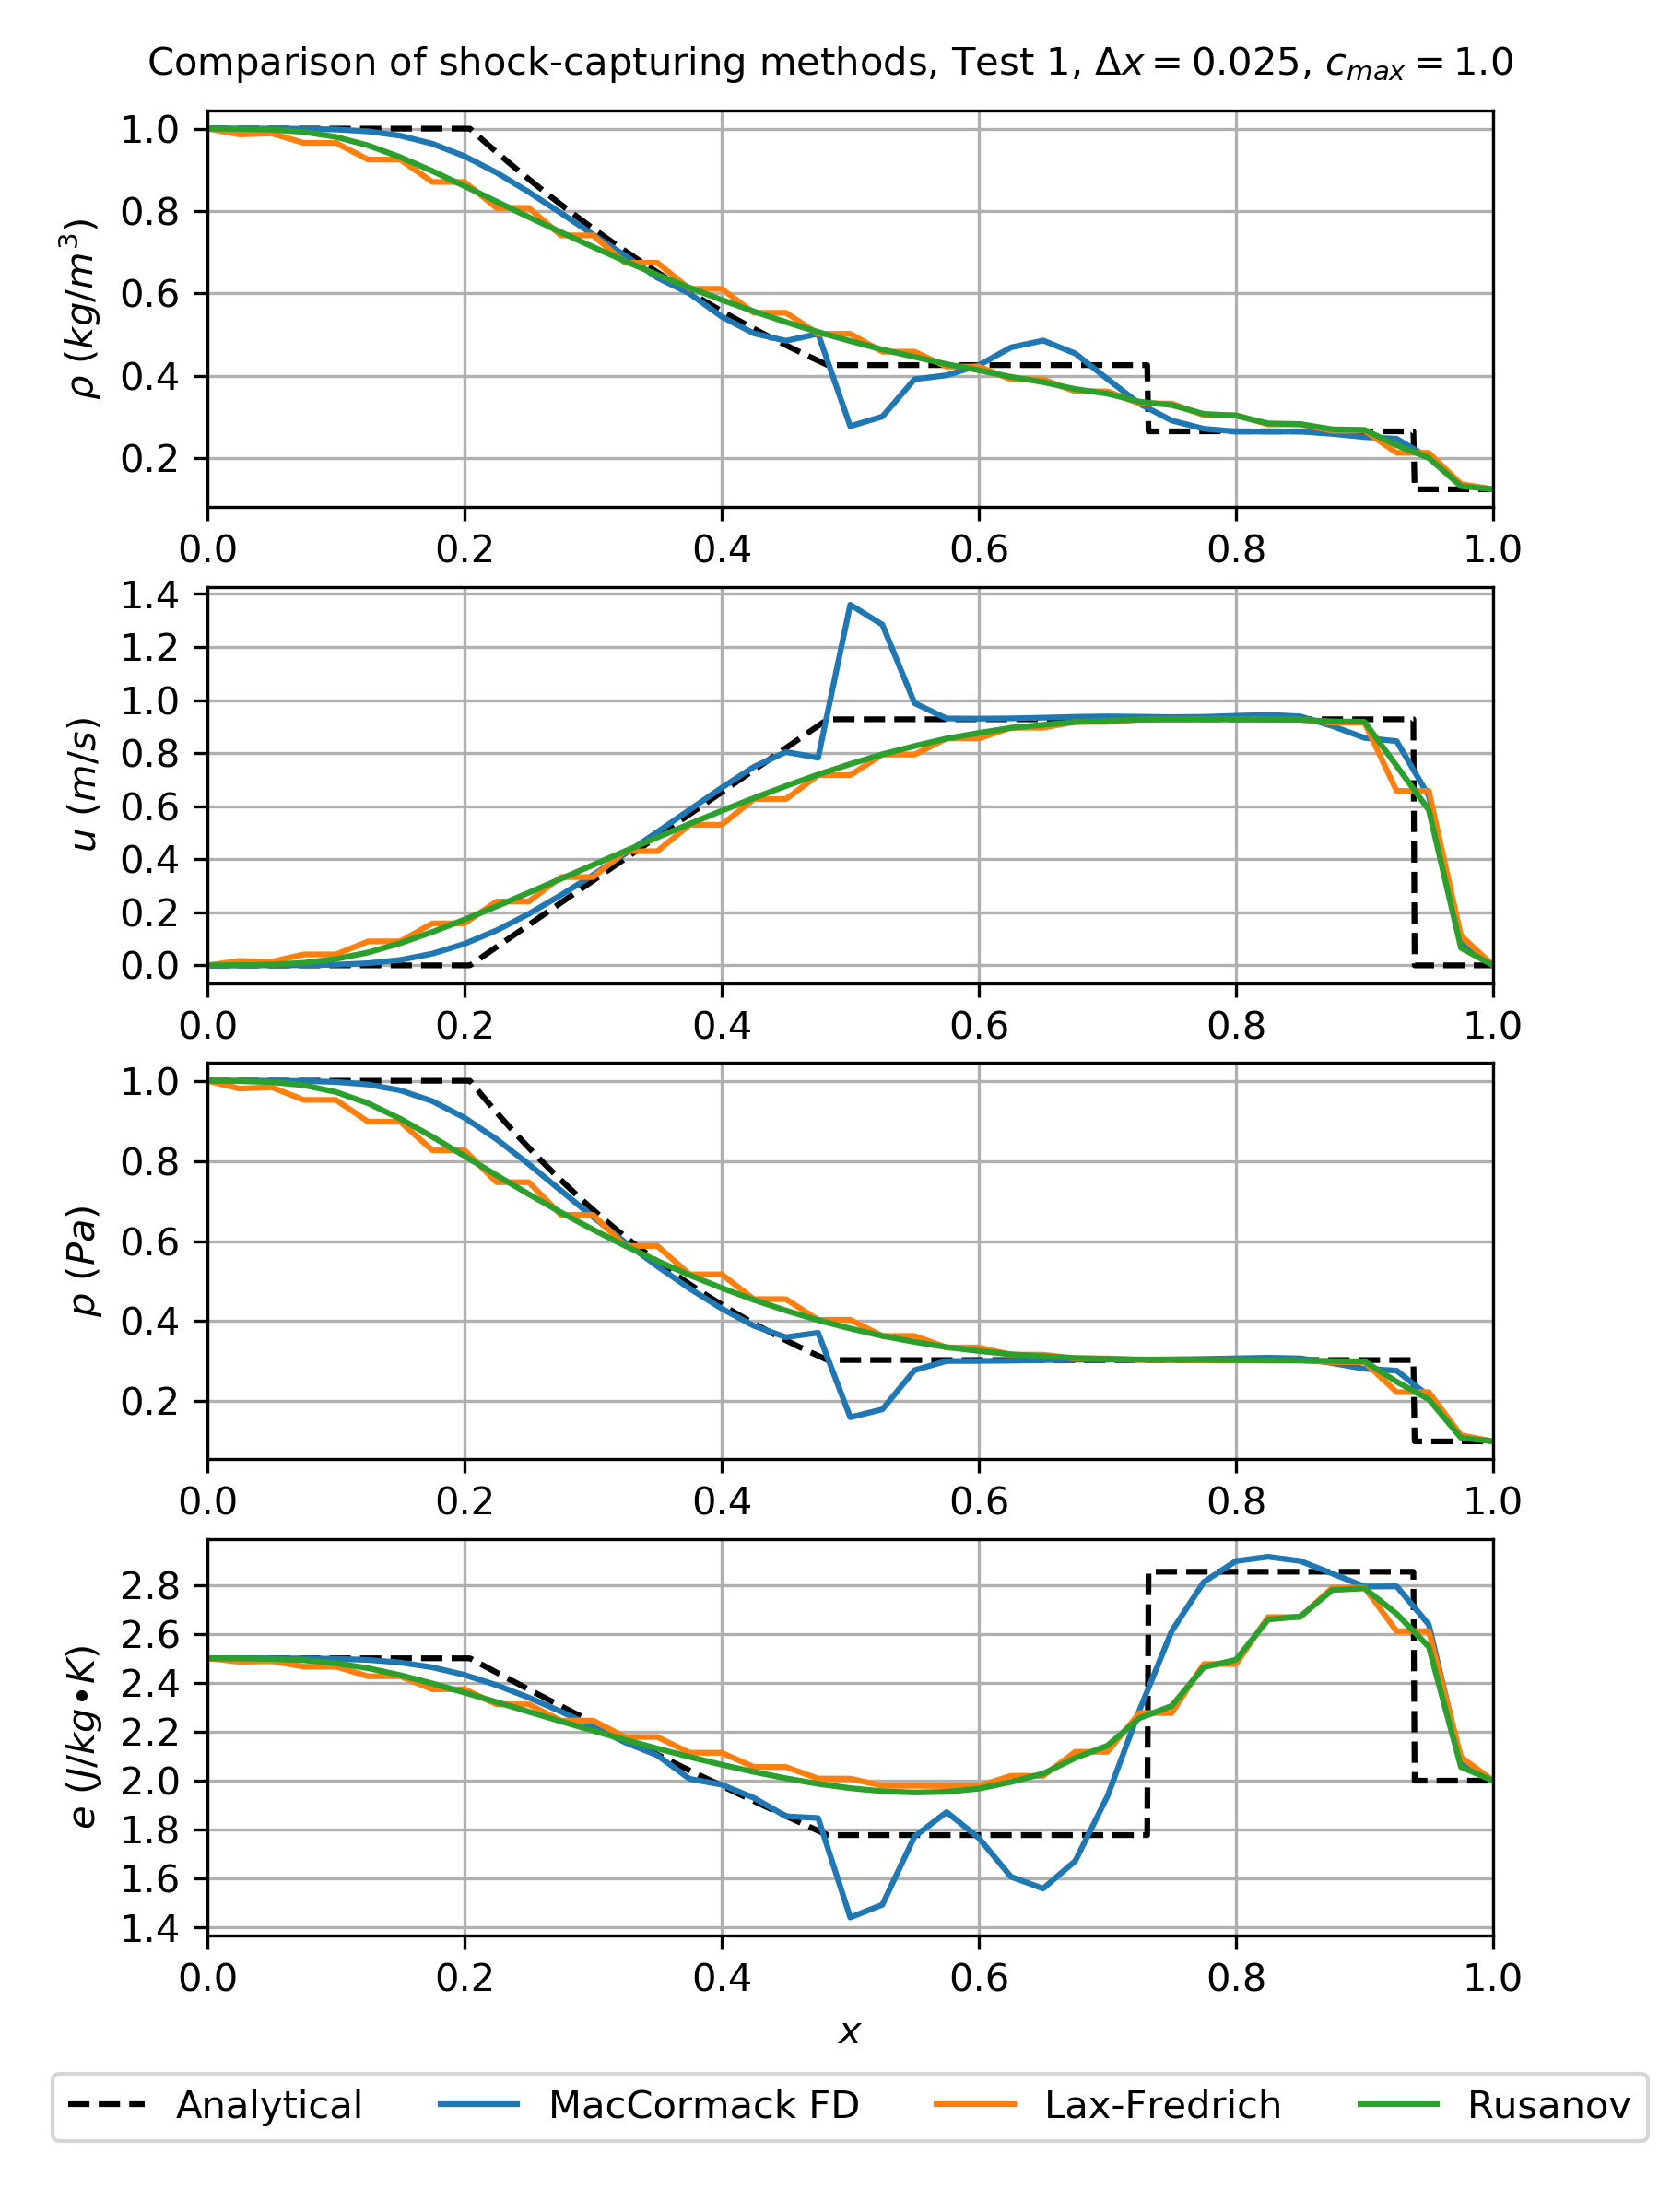 Comparison of shock-capturing methods, Test 1, Δx = 0.025, c_max = 1.0
ρ (kg/m³)
1.0
0.8
0.6
0.4
0.2
0.0 0.2 0.4 0.6 0.8 1.0
u (m/s)
1.4
1.2
1.0
0.8
0.6
0.4
0.2
0.0
0.0 0.2 0.4 0.6 0.8 1.0
p (Pa)
1.0
0.8
0.6
0.4
0.2
0.0 0.2 0.4 0.6 0.8 1.0
e (J/kg•K)
2.8
2.6
2.4
2.2
2.0
1.8
1.6
1.4
0.0 0.2 0.4 0.6 0.8 1.0
x
Analytical MacCormack FD Lax-Fredrich Rusanov